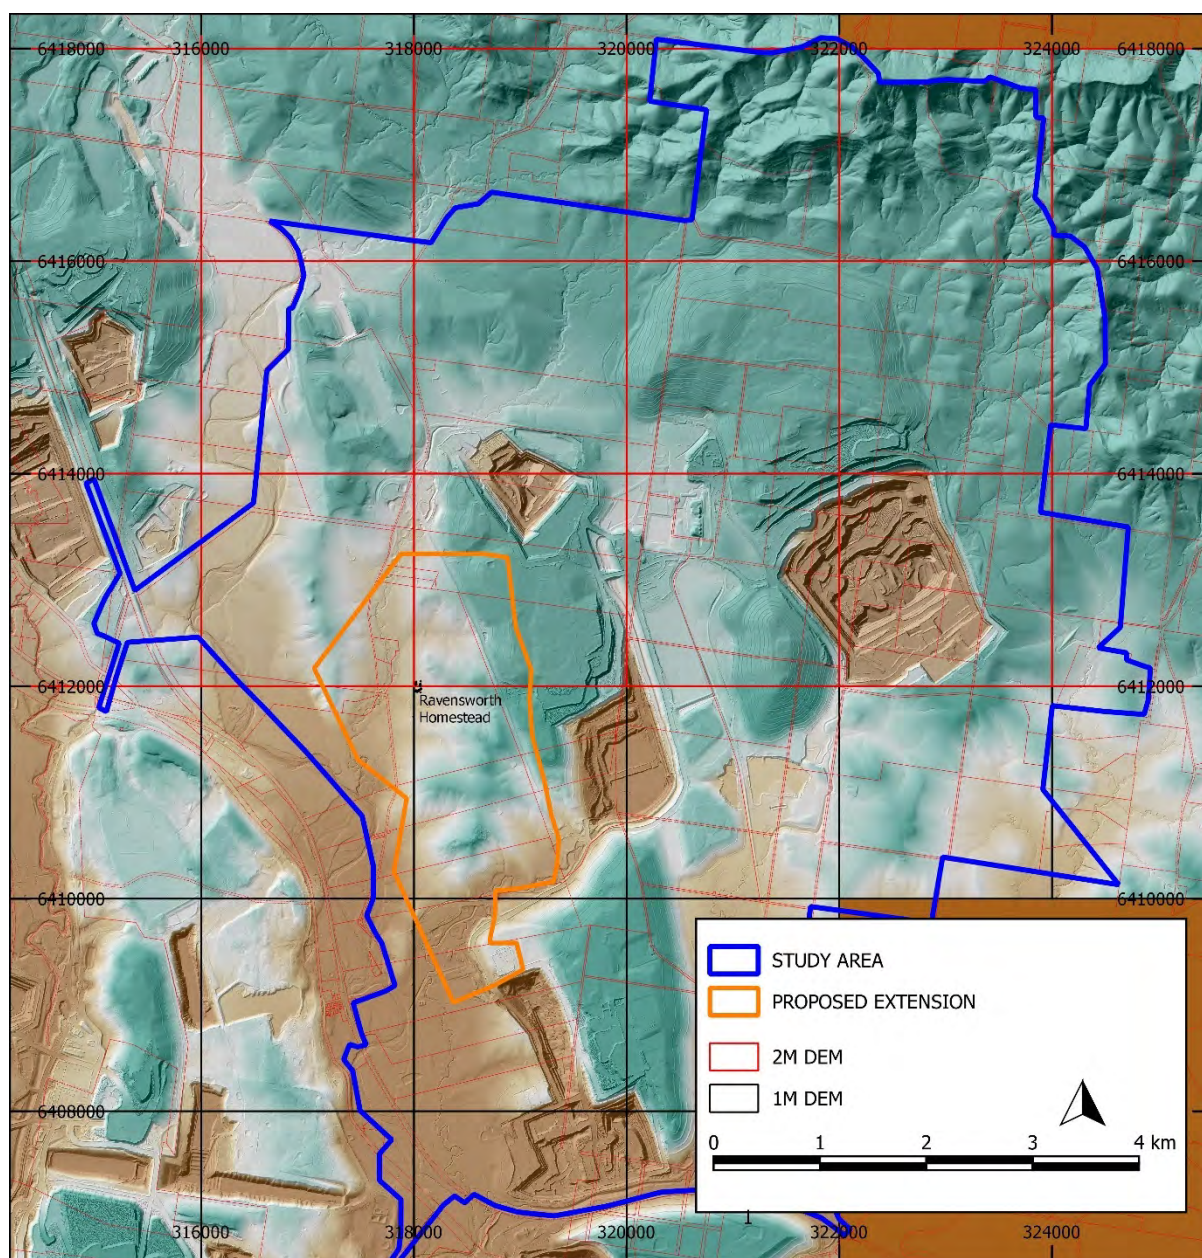 6418000 316000 318000 320000 322000 324000 6418000
6416000 6416000
6414000 6414000
6412000 6412000
Ravensworth
Homestead
6410000 6410000
STUDY AREA
PROPOSED EXTENSION
2M DEM
1M DEM
6408000
0 1 2 3 4 km
1
316000 318000 320000 322000 324000